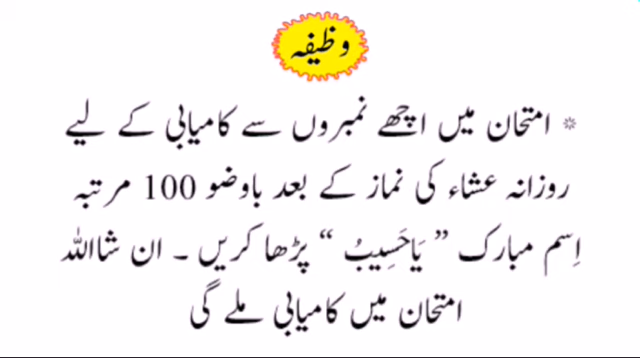 وظیفہ
* امتحان میں اچھے نمبروں سے کامیابی کے لیے
روزانہ عشاء کی نماز کے بعد باوضو 100 مرتبہ
اِسم مبارک ” یَاحَسِیبُ “ پڑھا کریں ۔ ان شااللہ
امتحان میں کامیابی ملے گی